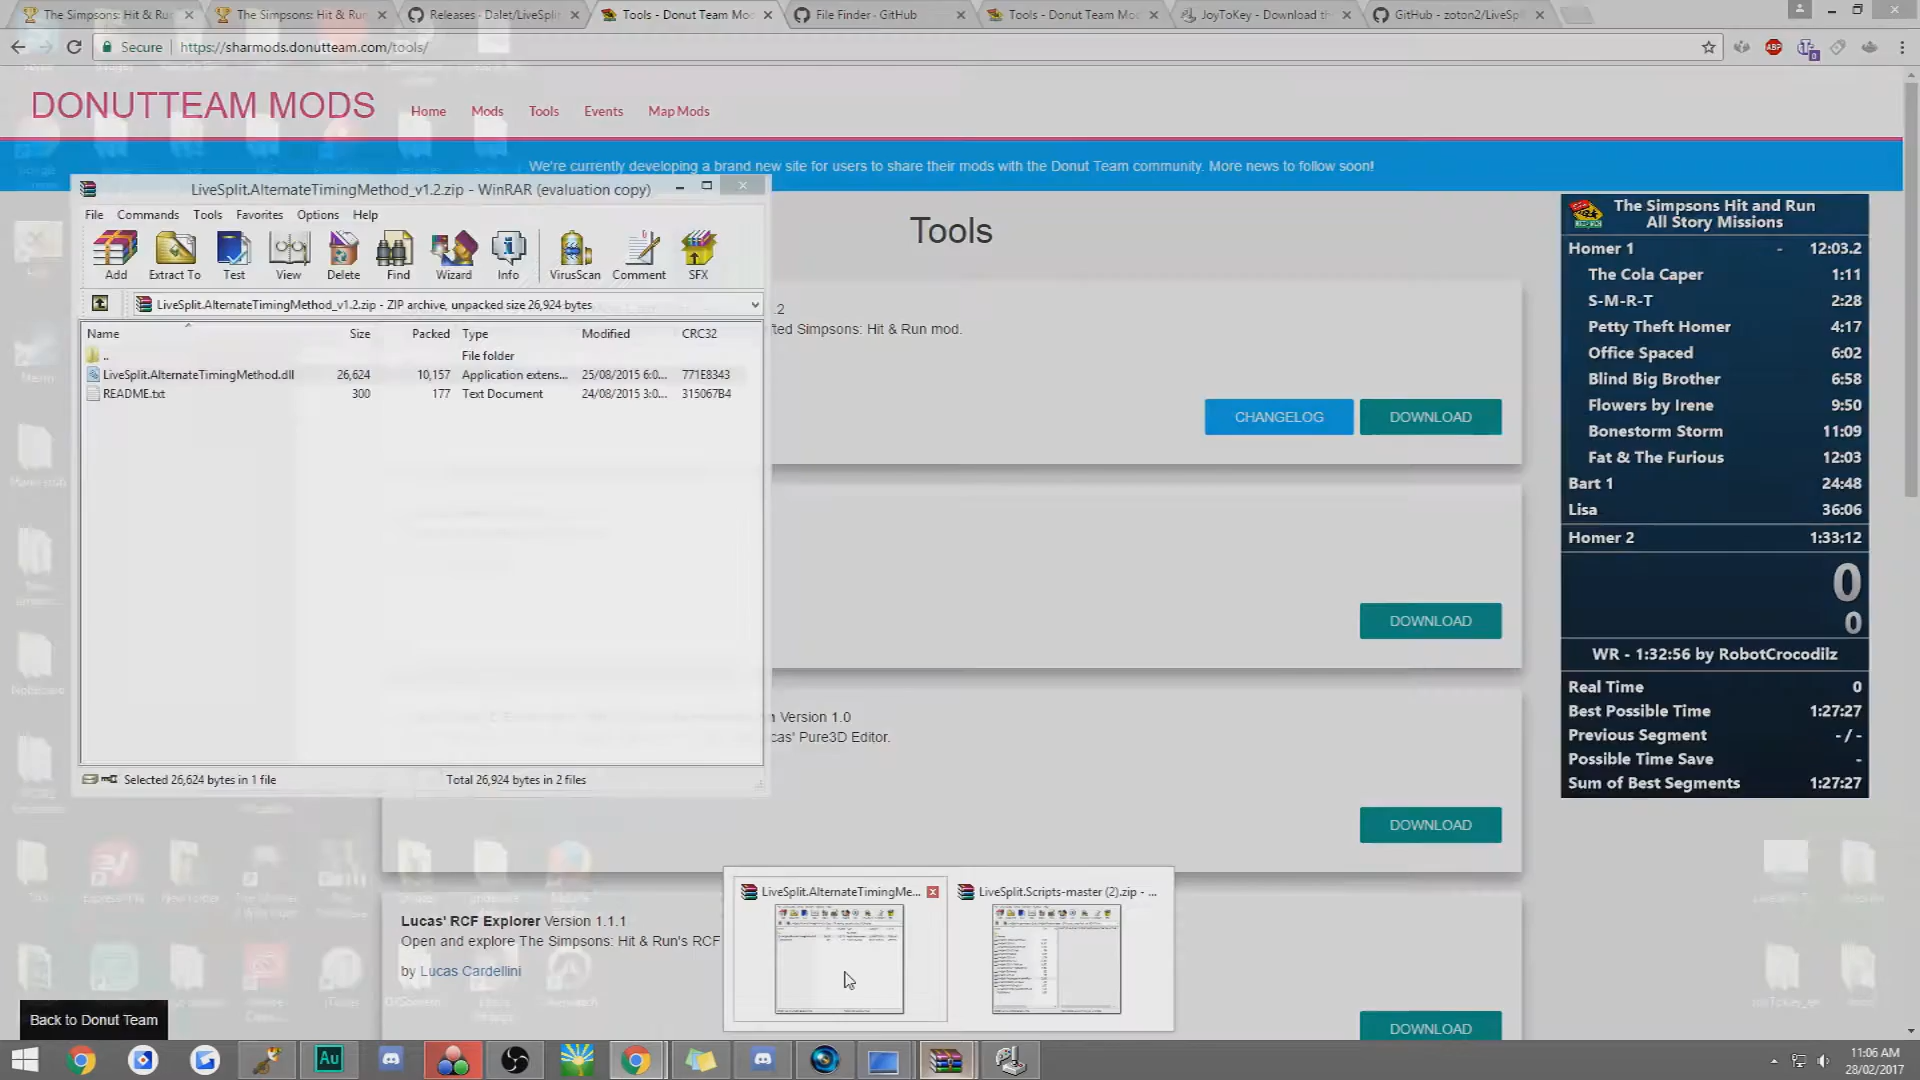 The Simpsons: Hit & Ru
The Simpsons: Hit & Run
Releases · Dalet/LiveSplit
Tools - Donut Team Mo
File Finder · GitHub
Tools - Donut Team Mo
JoyToKey - Download th
GitHub - zoton2/LiveSpl
Secure
https://sharmods.donutteam.com/tools/
ABP
DONUTTEAM MODS
Home
Mods
Tools
Events
Map Mods
We're currently developing a brand new site for users to share their mods with the Donut Team community. More news to follow soon!
LiveSplit.AlternateTimingMethod_v1.2.zip - WinRAR (evaluation copy)
File Commands Tools Favorites Options Help
Add Extract To Test View Delete Find Wizard Info VirusScan Comment SFX
LiveSplit.AlternateTimingMethod_v1.2.zip - ZIP archive, unpacked size 26,924 bytes
Name Size Packed Type Modified CRC32
.. File folder
LiveSplit.AlternateTimingMethod.dll 26,624 10,157 Application extens... 25/08/2015 6:0... 771E8343
README.txt 300 177 Text Document 24/08/2015 3:0... 315067B4
Selected 26,624 bytes in 1 file
Total 26,924 bytes in 2 files
Tools
.2
ted Simpsons: Hit & Run mod.
CHANGELOG
DOWNLOAD
DOWNLOAD
n Version 1.0
cas' Pure3D Editor.
DOWNLOAD
Lucas' RCF Explorer Version 1.1.1
Open and explore The Simpsons: Hit & Run's RCF
by Lucas Cardellini
DOWNLOAD
Back to Donut Team
LiveSplit.AlternateTimingMe...
LiveSplit.Scripts-master (2).zip - ...
The Simpsons Hit and Run
All Story Missions
Homer 1 - 12:03.2
The Cola Caper 1:11
S-M-R-T 2:28
Petty Theft Homer 4:17
Office Spaced 6:02
Blind Big Brother 6:58
Flowers by Irene 9:50
Bonestorm Storm 11:09
Fat & The Furious 12:03
Bart 1 24:48
Lisa 36:06
Homer 2 1:33:12
0
0
WR - 1:32:56 by RobotCrocodilz
Real Time 0
Best Possible Time 1:27:27
Previous Segment - / -
Possible Time Save -
Sum of Best Segments 1:27:27
Au
11:06 AM
28/02/2017